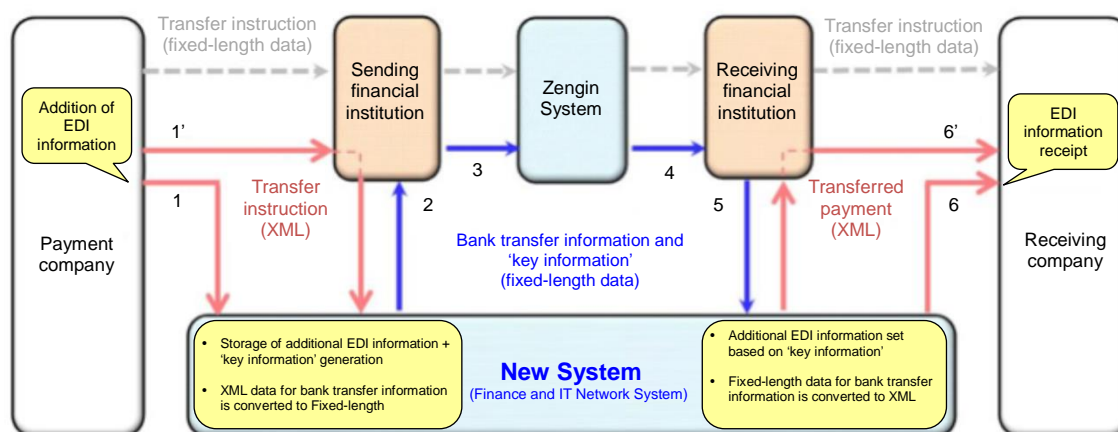 Transfer instruction
(fixed-length data)
Transfer instruction
(fixed-length data)
Sending
financial
institution
Zengin
System
Receiving
financial
institution
Addition of
EDI
information
EDI
information
receipt
1’
6’
3
4
1
2
5
6
Transfer
instruction
(XML)
Transferred
payment
(XML)
Payment
company
Receiving
company
Bank transfer information and
‘key information’
(fixed-length data)
• Storage of additional EDI information +
‘key information’ generation
• XML data for bank transfer information
is converted to Fixed-length
New System
(Finance and IT Network System)
• Additional EDI information set
based on ‘key information’
• Fixed-length data for bank transfer
information is converted to XML